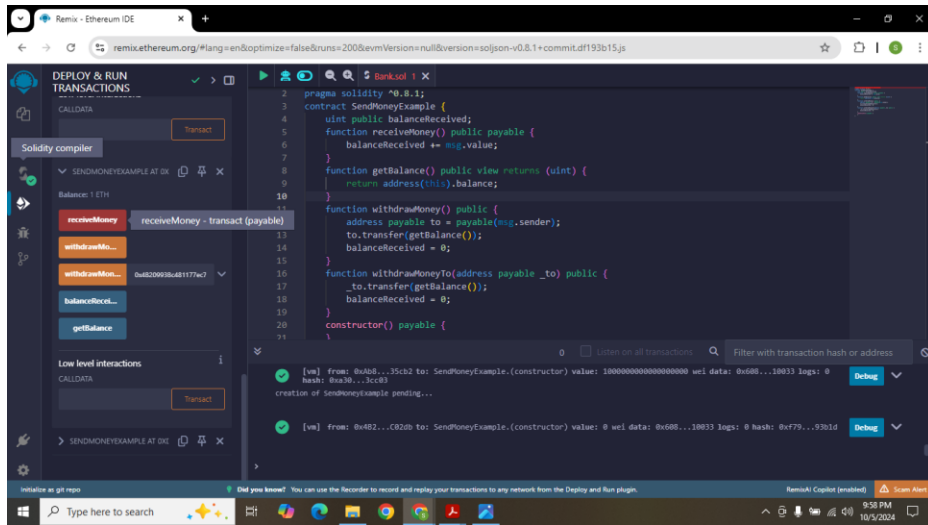 Remix - Ethereum IDE
remix.ethereum.org/#lang=en&optimize=false&runs=200&evmVersion=null&version=soljson-v0.8.1+commit.df193b15.js
DEPLOY & RUN
TRANSACTIONS
CALLDATA
Transact
Solidity compiler
SENDMONEYEXAMPLE AT 0X
Balance: 1 ETH
receiveMoney
receiveMoney - transact (payable)
withdrawMo...
withdrawMon...
0x48209938c481177ec7
balanceRecei...
getBalance
Low level interactions
i
CALLDATA
Transact
SENDMONEYEXAMPLE AT 0XI
Bank.sol 1
2 pragma solidity ^0.8.1;
3 contract SendMoneyExample {
4 uint public balanceReceived;
5 function receiveMoney() public payable {
6 balanceReceived += msg.value;
7 }
8 function getBalance() public view returns (uint) {
9 return address(this).balance;
10 }
11 function withdrawMoney() public {
address payable to = payable(msg.sender);
13 to.transfer(getBalance());
14 balanceReceived = 0;
15 }
16 function withdrawMoneyTo(address payable _to) public {
17 _to.transfer(getBalance());
18 balanceReceived = 0;
19 }
20 constructor() payable {
21 }
0
Listen on all transactions
Filter with transaction hash or address
[vm] from: 0xAb8...35cb2 to: SendMoneyExample.(constructor) value: 1000000000000000000 wei data: 0x608...10033 logs: 0
hash: 0xa30...3cc03
Debug
creation of SendMoneyExample pending...
[vm] from: 0x4B2...C02db to: SendMoneyExample.(constructor) value: 0 wei data: 0x608...10033 logs: 0 hash: 0xf79...93b1d
Debug
>
Initialize as git repo
Did you know? You can use the Recorder to record and replay your transactions to any network from the Deploy and Run plugin.
RemixAI Copilot (enabled)
Scam Alert
Type here to search
9:58 PM
10/5/2024